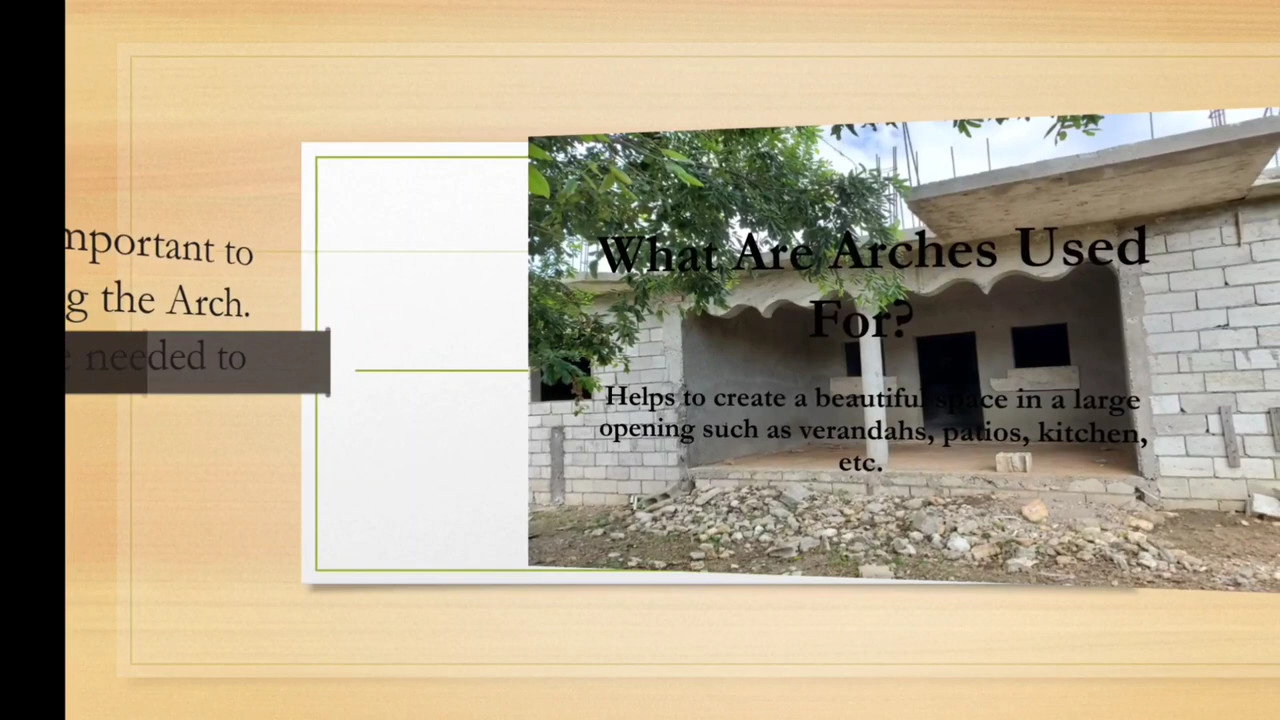 important to
g the Arch.
needed to
What Are Arches Used
For?
Helps to create a beautiful space in a large
opening such as verandahs, patios, kitchen,
etc.